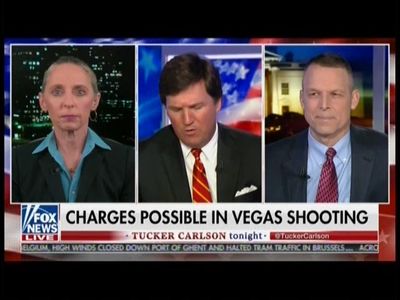 CHARGES POSSIBLE IN VEGAS SHOOTING
FOX
NEWS
LIVE
TUCKER CARLSON tonight
@TuckerCarlson
BELGIUM, HIGH WINDS CLOSED DOWN PORT OF GHENT AND HALTED TRAM TRAFFIC IN BRUSSELS ... ACROS